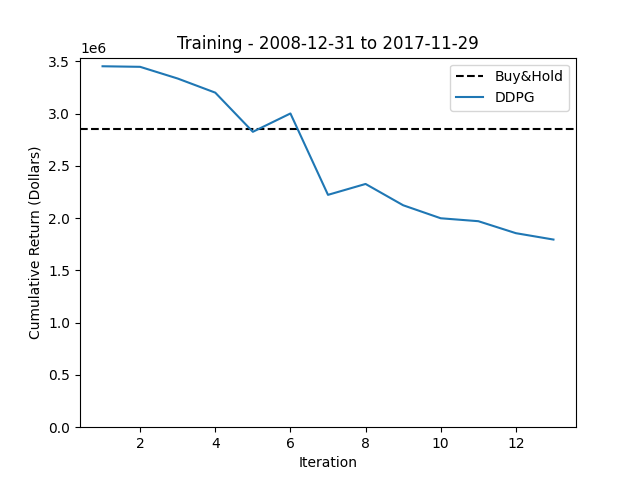 Training - 2008-12-31 to 2017-11-29
1e6
3.5
3.0
2.5
2.0
1.5
1.0
0.5
0.0
Cumulative Return (Dollars)
Buy&Hold
DDPG
2 4 6 8 10 12
Iteration